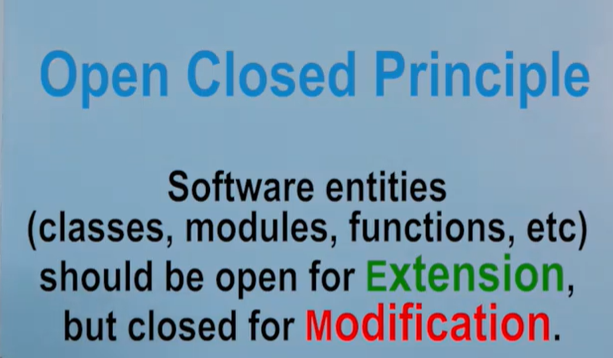 Open Closed Principle
Software entities
(classes, modules, functions, etc)
should be open for Extension,
but closed for Modification.